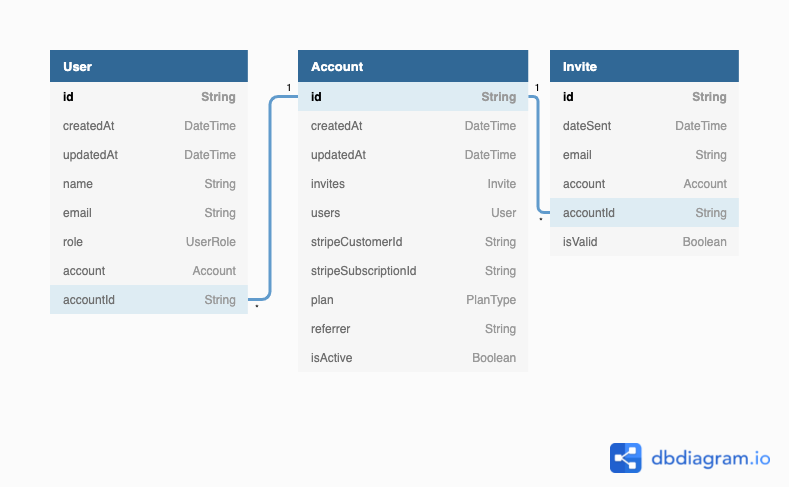 User
id String
createdAt DateTime
updatedAt DateTime
name String
email String
role UserRole
account Account
accountId String
1
*
Account
id String
createdAt DateTime
updatedAt DateTime
invites Invite
users User
stripeCustomerId String
stripeSubscriptionId String
plan PlanType
referrer String
isActive Boolean
1
*
Invite
id String
dateSent DateTime
email String
account Account
accountId String
isValid Boolean
dbdiagram.io